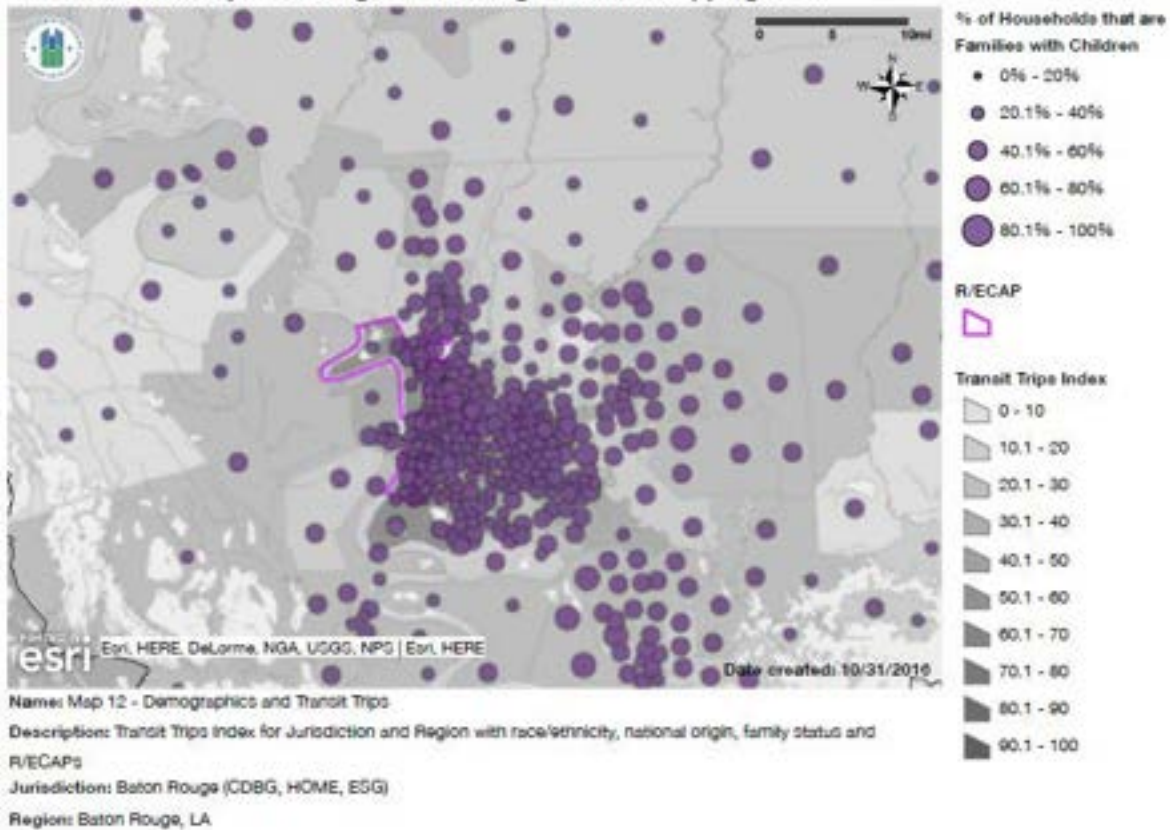 0 5 10mi
N
W E
S
% of Households that are
Families with Children
0% - 20%
20.1% - 40%
40.1% - 60%
60.1% - 80%
80.1% - 100%
R/ECAP
Transit Trips Index
0 - 10
10.1 - 20
20.1 - 30
30.1 - 40
40.1 - 50
50.1 - 60
60.1 - 70
70.1 - 80
80.1 - 90
90.1 - 100
esri
Esri, HERE, DeLorme, NGA, USGS, NPS | Esri, HERE
Date created: 10/31/2016
Name: Map 12 - Demographics and Transit Trips
Description: Transit Trips Index for Jurisdiction and Region with race/ethnicity, national origin, family status and
R/ECAPs
Jurisdiction: Baton Rouge (CDBG, HOME, ESG)
Region: Baton Rouge, LA